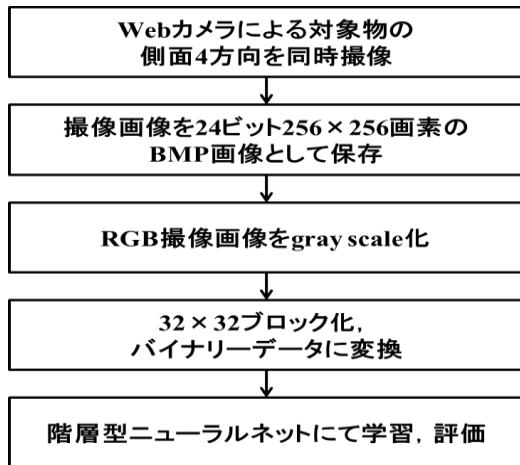 Webカメラによる対象物の
側面4方向を同時撮像
撮像画像を24ビット256×256画素の
BMP画像として保存
RGB撮像画像をgray scale化
32×32ブロック化,
バイナリーデータに変換
階層型ニューラルネットにて学習, 評価